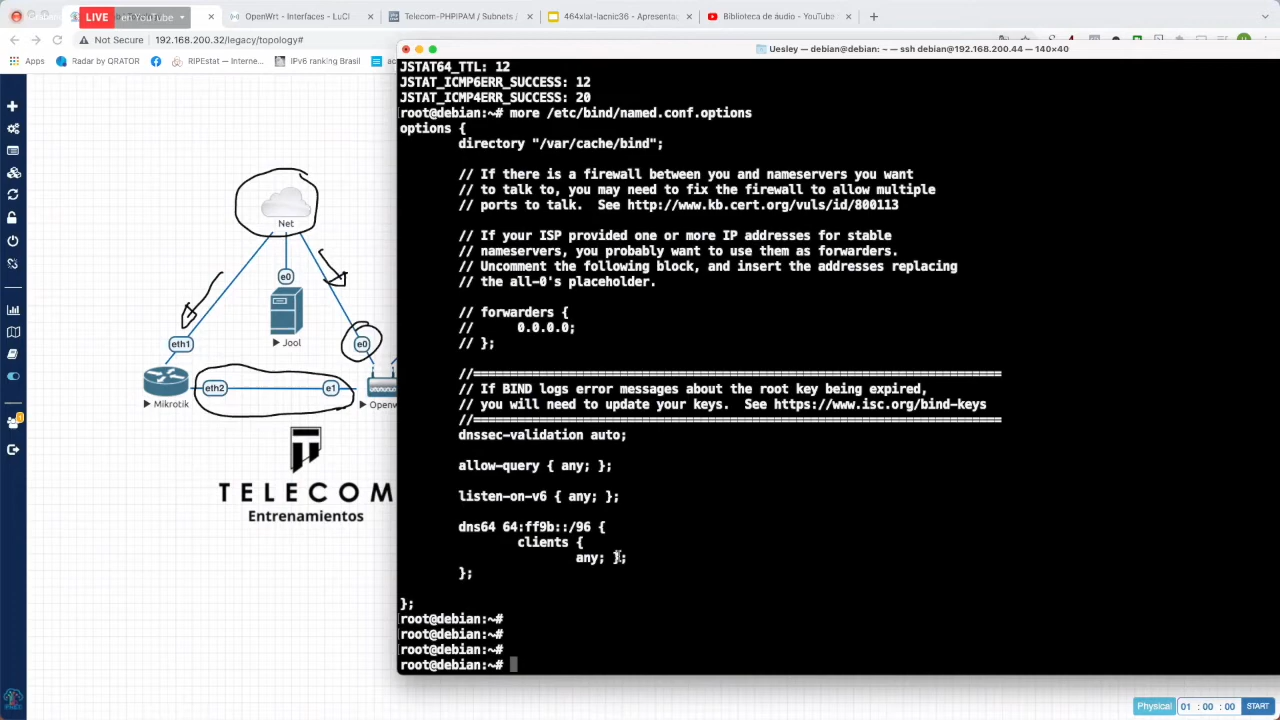 LIVE
en YouTube
OpenWrt - Interfaces - LuCI
Telecom-PHPIPAM / Subnet
464xlat-lacnic36 - Apresenta
Biblioteca de áudio - YouTube
Not Secure
192.168.200.32/legacy/topology#
Apps
Radar by QRATOR
RIPEstat — Interne...
IPv6 ranking Brasil
Uesley — debian@debian: ~ — ssh debian@192.168.200.44 — 140×40
JSTAT64_TTL: 12
JSTAT_ICMP6ERR_SUCCESS: 12
JSTAT_ICMP4ERR_SUCCESS: 20
root@debian:~# more /etc/bind/named.conf.options
options {
directory "/var/cache/bind";
// If there is a firewall between you and nameservers you want
// to talk to, you may need to fix the firewall to allow multiple
// ports to talk.  See http://www.kb.cert.org/vuls/id/800113
// If your ISP provided one or more IP addresses for stable
// nameservers, you probably want to use them as forwarders.
// Uncomment the following block, and insert the addresses replacing
// the all-0's placeholder.
// forwarders {
//      0.0.0.0;
// };
//========================================================================
// If BIND logs error messages about the root key being expired,
// you will need to update your keys.  See https://www.isc.org/bind-keys
//========================================================================
dnssec-validation auto;
allow-query { any; };
listen-on-v6 { any; };
dns64 64:ff9b::/96 {
clients {
any; };
};
};
root@debian:~#
root@debian:~#
root@debian:~#
root@debian:~#
Net
e0
Jool
eth1
e0
eth2
e1
Mikrotik
Openw
TELECOM
Entrenamientos
Physical
01 : 00 : 00
START